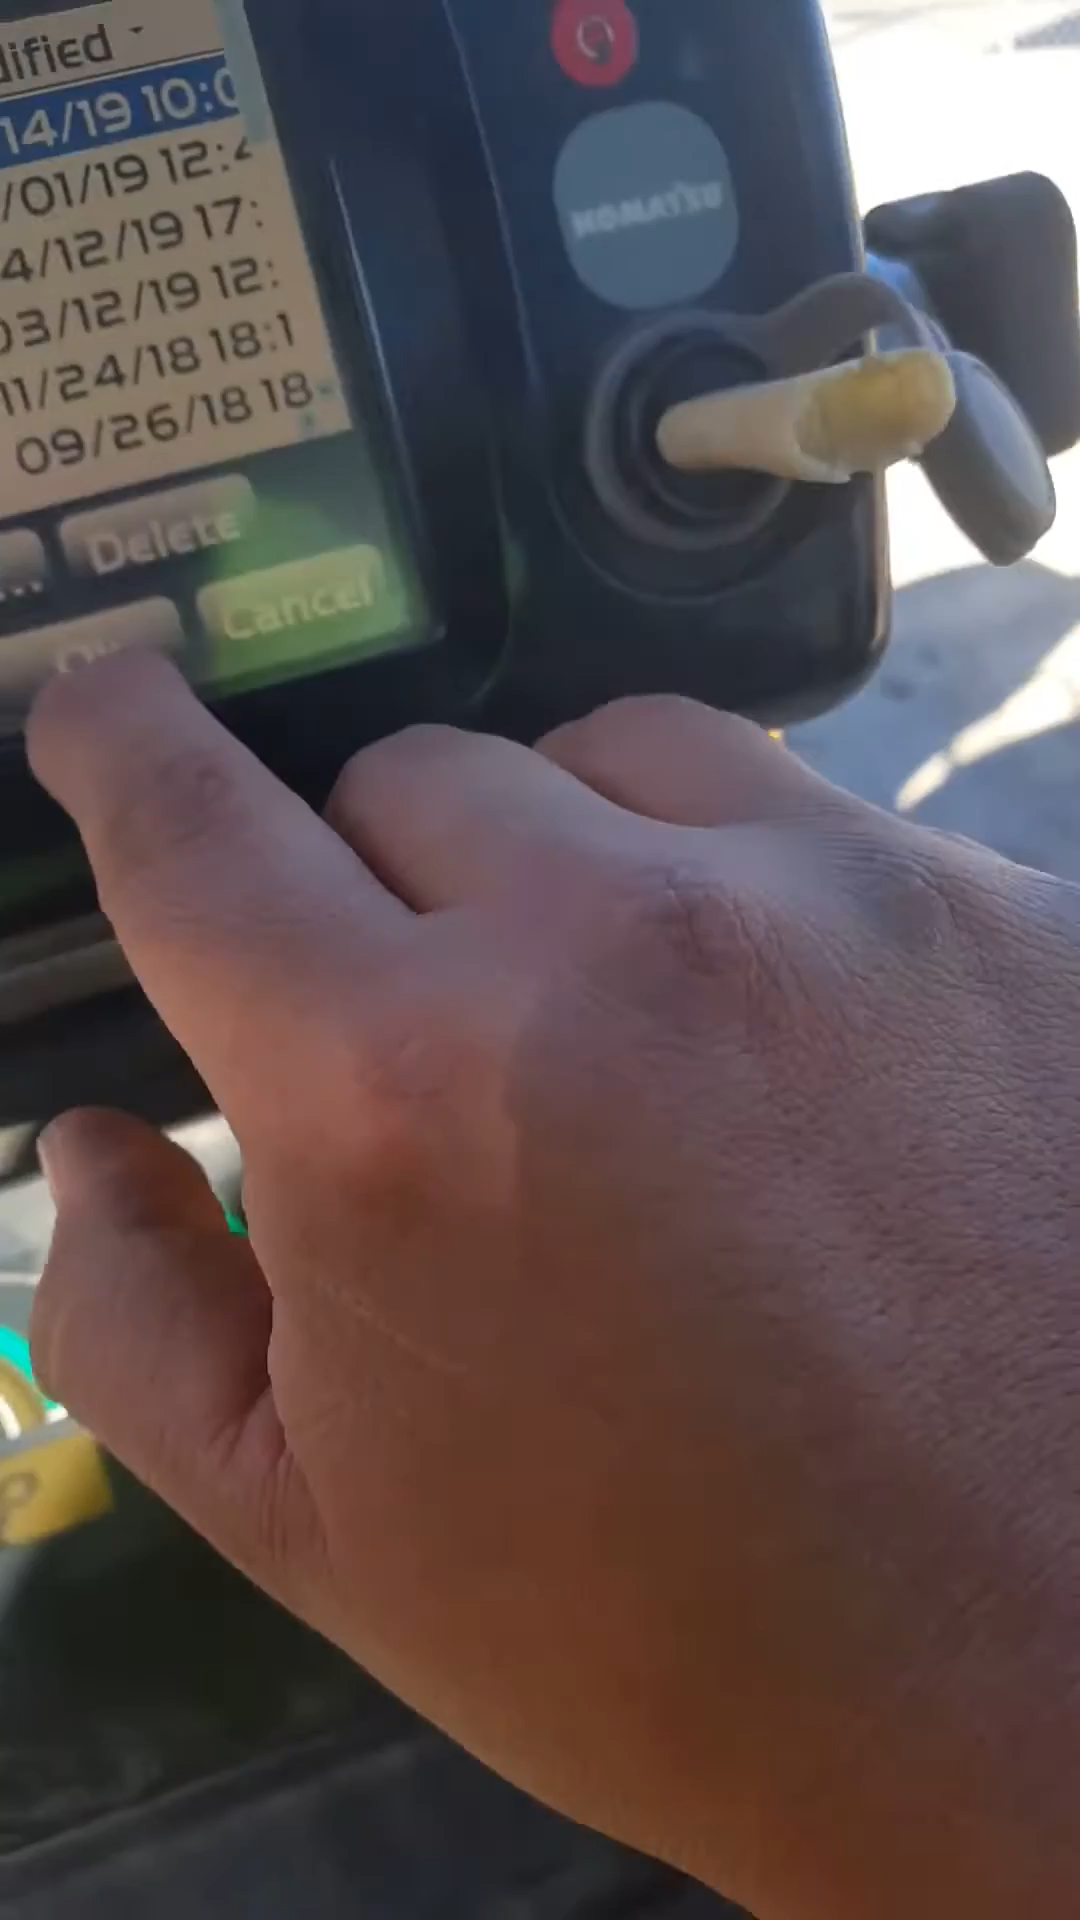 dified
14/19 10:0
/01/19 12:
4/12/19 17:
03/12/19 12:
11/24/18 18:1
09/26/18 18
... Delete
Cancel
KOMATSU